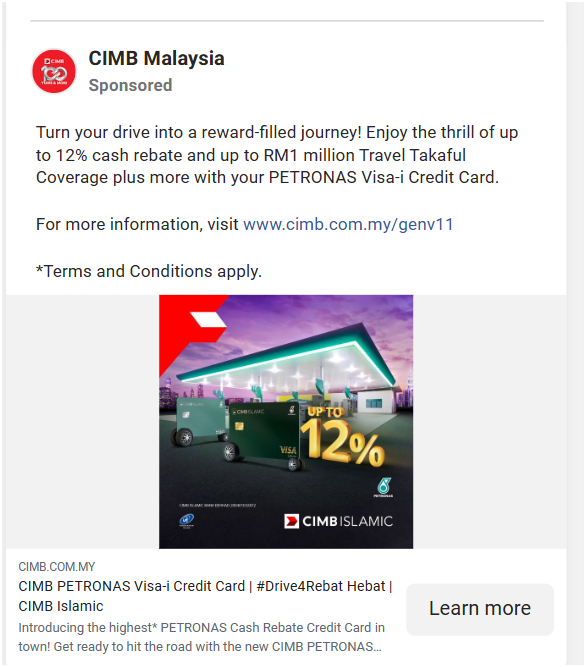 CIMB
100
CIMB Malaysia
Sponsored
Turn your drive into a reward-filled journey! Enjoy the thrill of up
to 12% cash rebate and up to RM1 million Travel Takaful
Coverage plus more with your PETRONAS Visa-i Credit Card.
For more information, visit www.cimb.com.my/genv11
*Terms and Conditions apply.
CIMB ISLAMIC
VISA
UP TO
12%
PETRONAS
CIMB ISLAMIC
CIMB.COM.MY
CIMB PETRONAS Visa-i Credit Card | #Drive4Rebat Hebat |
CIMB Islamic
Introducing the highest* PETRONAS Cash Rebate Credit Card in
town! Get ready to hit the road with the new CIMB PETRONAS...
Learn more